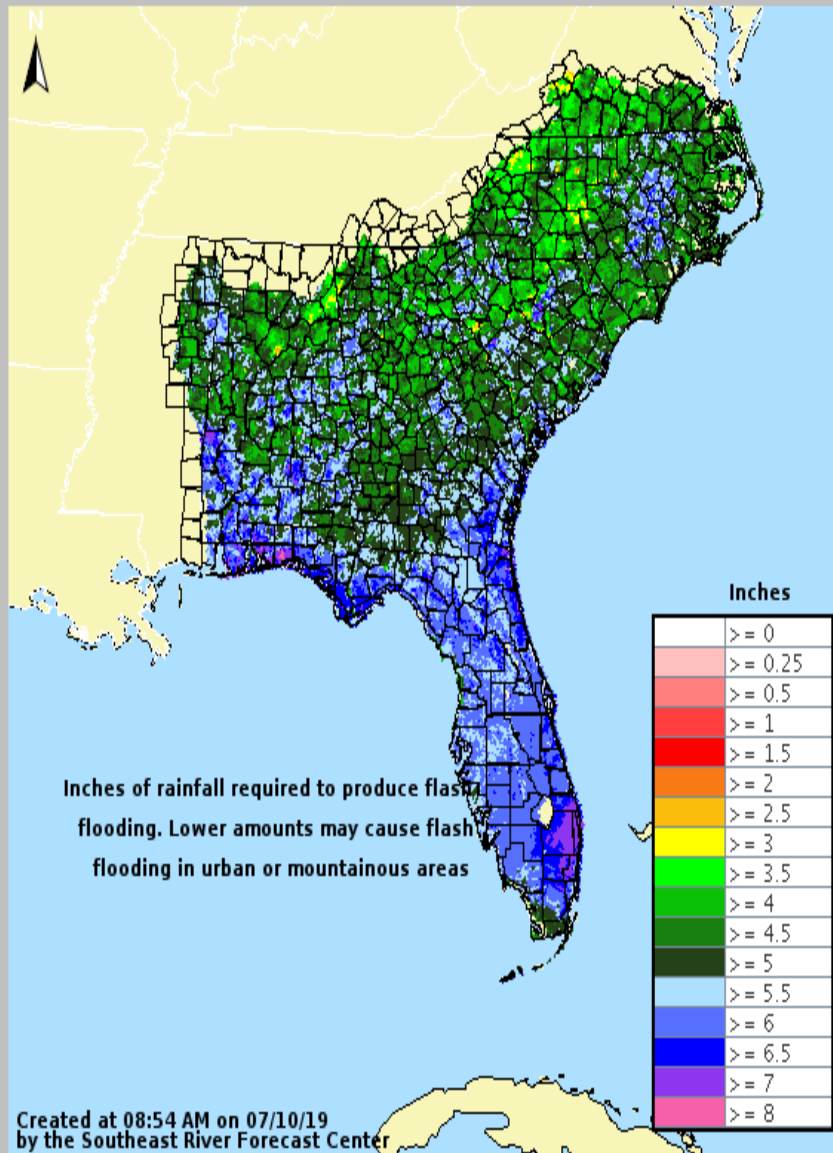 N
Inches
>= 0
>= 0.25
>= 0.5
>= 1
>= 1.5
>= 2
>= 2.5
>= 3
>= 3.5
>= 4
>= 4.5
>= 5
>= 5.5
>= 6
>= 6.5
>= 7
>= 8
Inches of rainfall required to produce flash
flooding. Lower amounts may cause flash
flooding in urban or mountainous areas
Created at 08:54 AM on 07/10/19
by the Southeast River Forecast Center